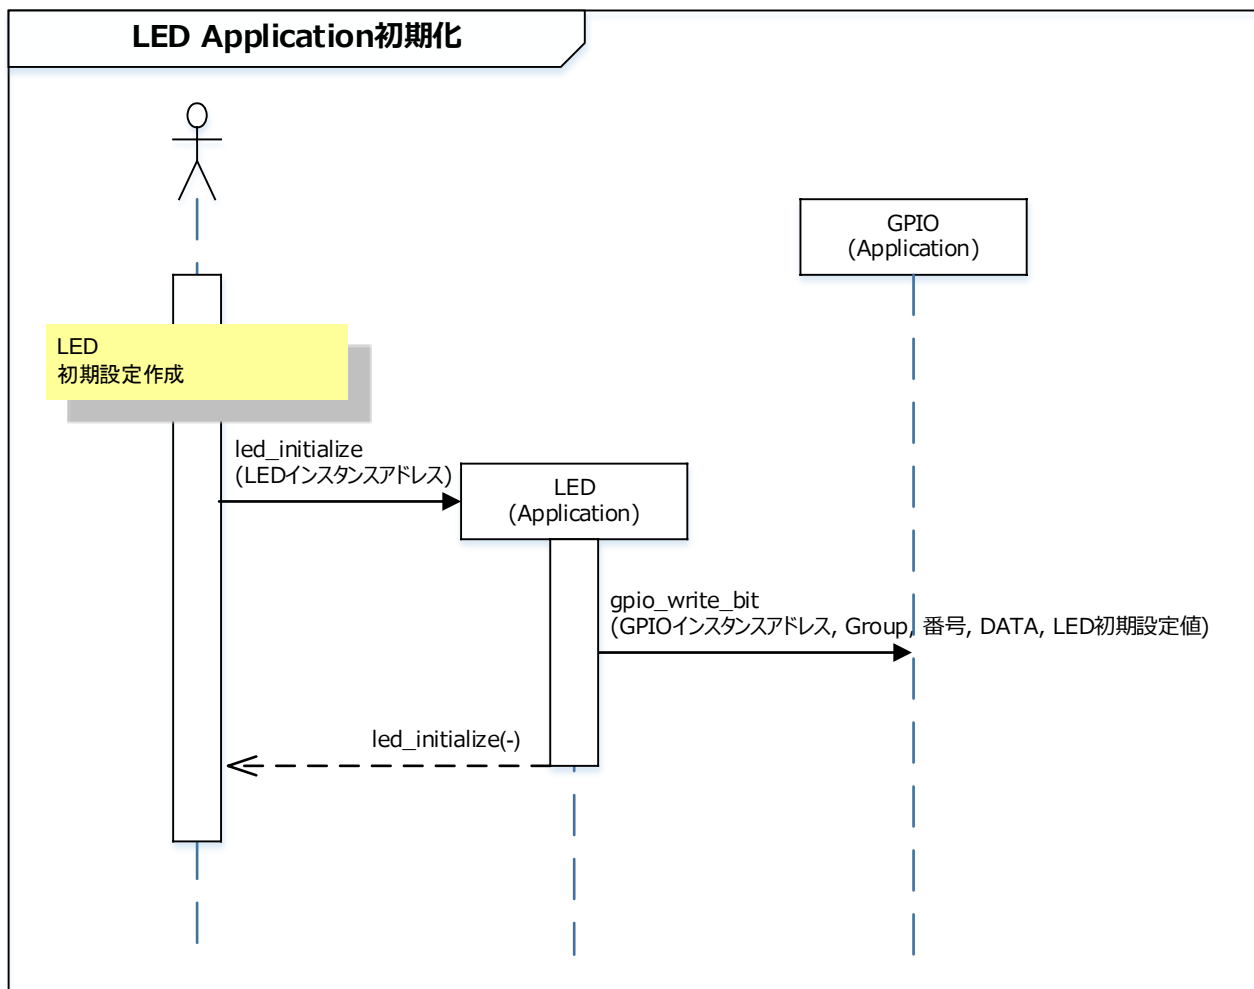 LED Application初期化
GPIO
(Application)
LED
初期設定作成
led_initialize
(LEDインスタンスアドレス)
LED
(Application)
gpio_write_bit
(GPIOインスタンスアドレス, Group, 番号, DATA, LED初期設定値)
led_initialize(-)